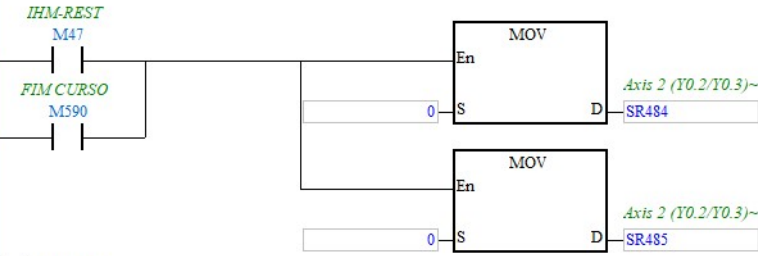 IHM-REST
M47
MOV
En
FIM CURSO
M590
Axis 2 (Y0.2/Y0.3)~
0 S D SR484
MOV
En
Axis 2 (Y0.2/Y0.3)~
0 S D SR485